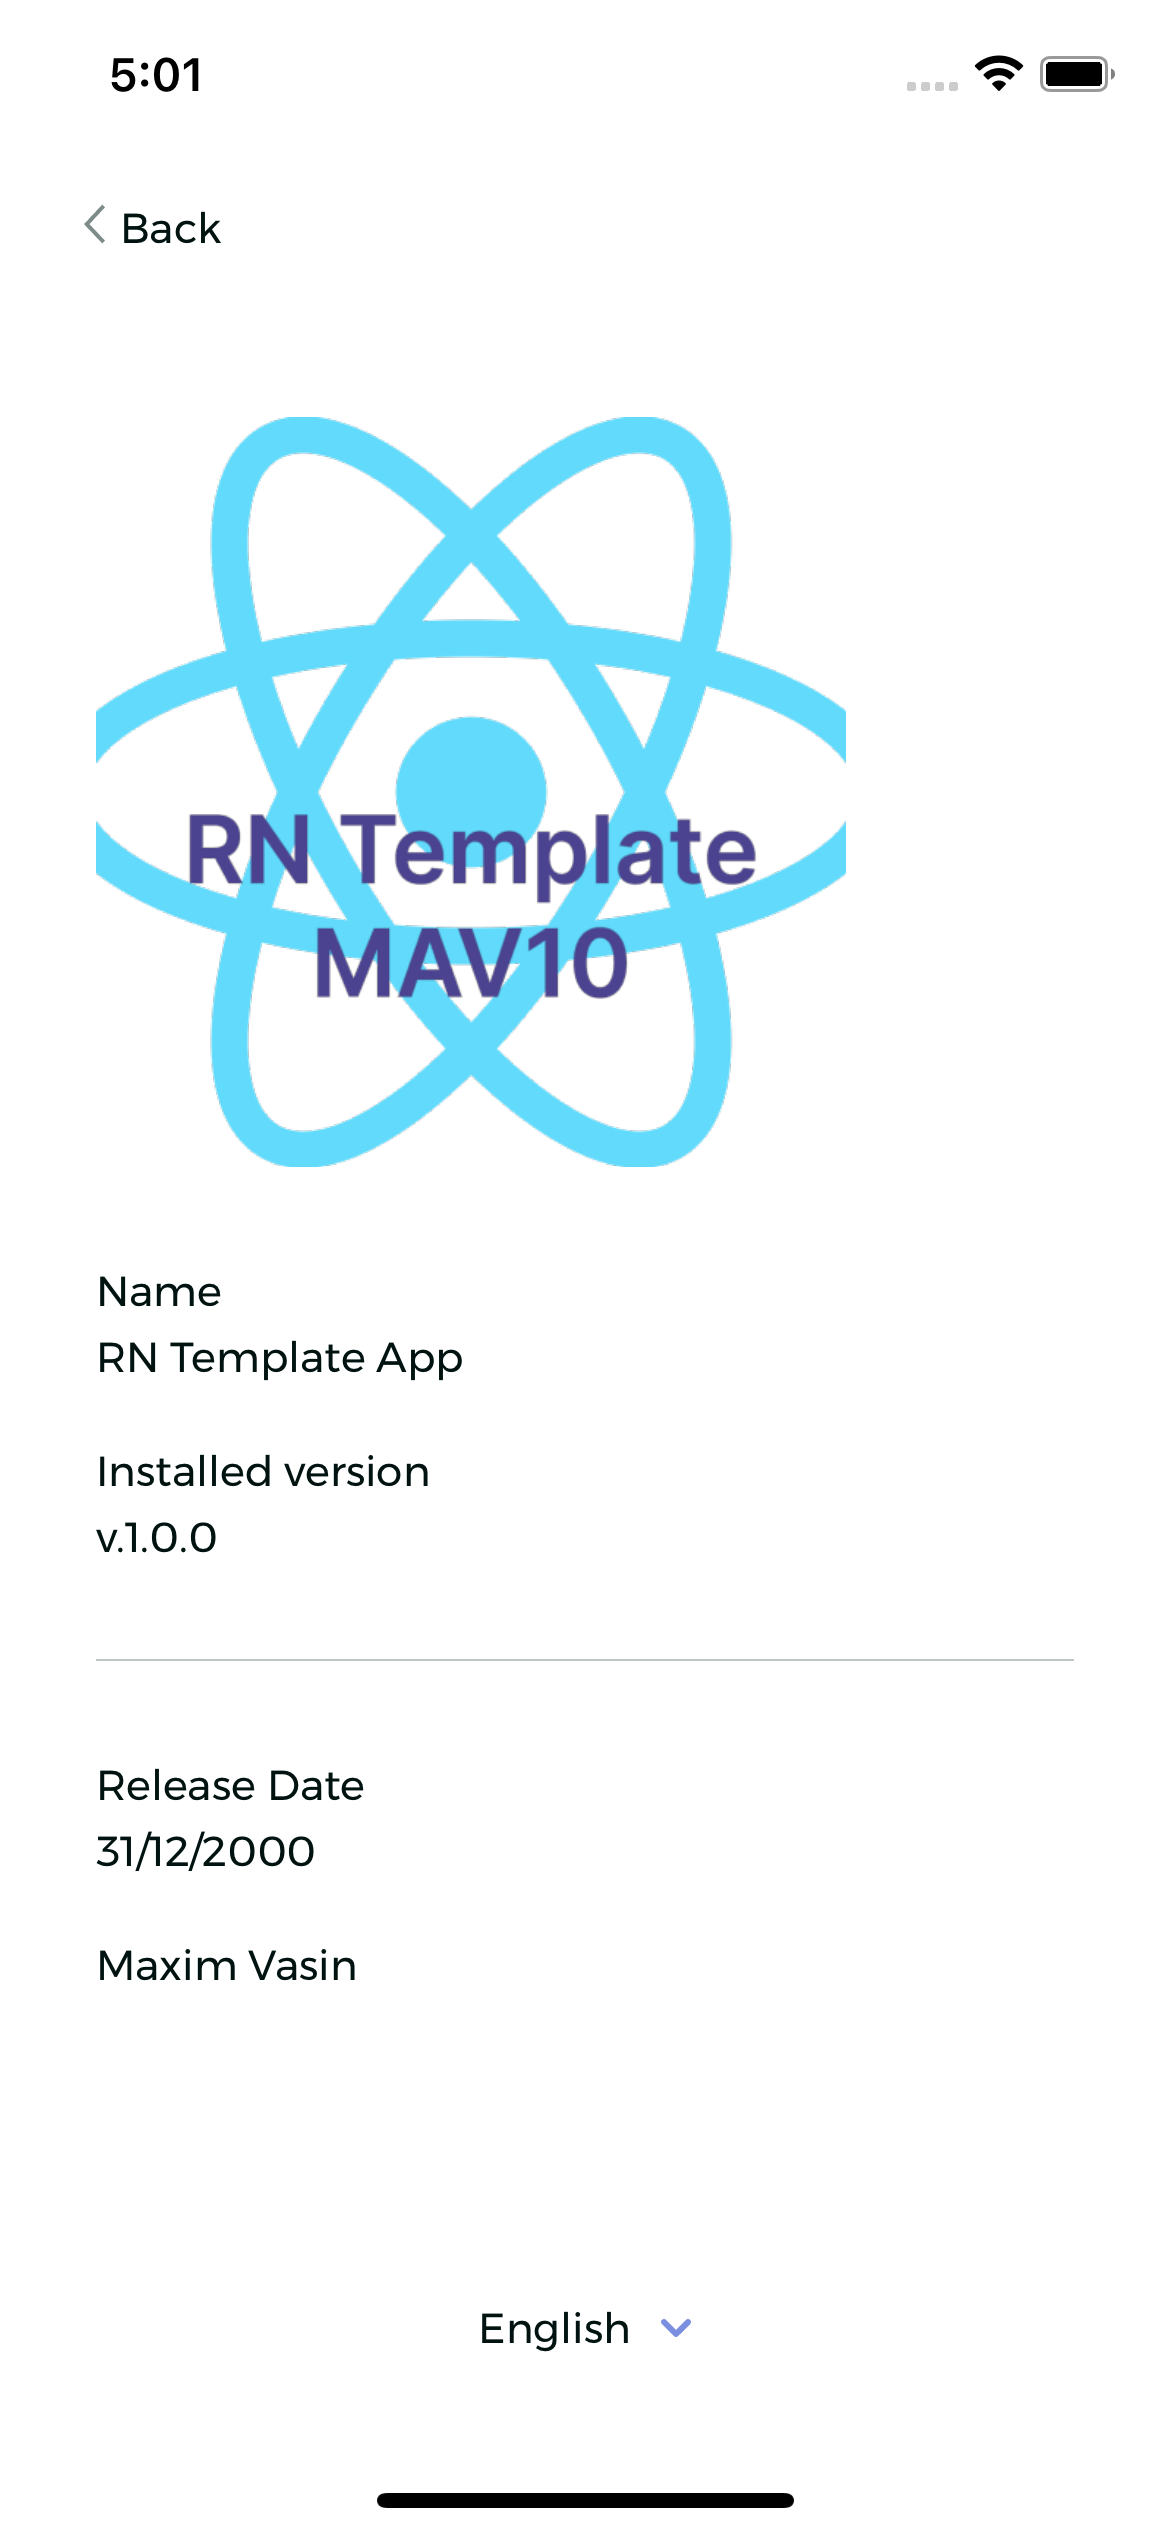 5:01
Back
RN Template
MAV10
Name
RN Template App
Installed version
v.1.0.0
Release Date
31/12/2000
Maxim Vasin
English